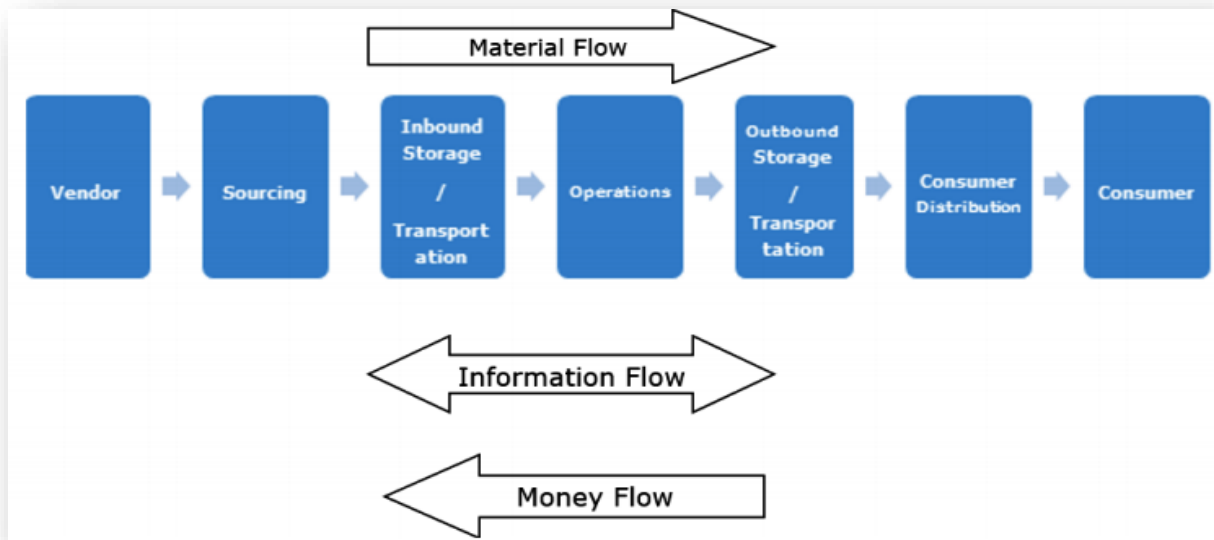 Material Flow
Vendor
Sourcing
Inbound
Storage
/
Transport
ation
Operations
Outbound
Storage
/
Transpor
tation
Consumer
Distribution
Consumer
Information Flow
Money Flow